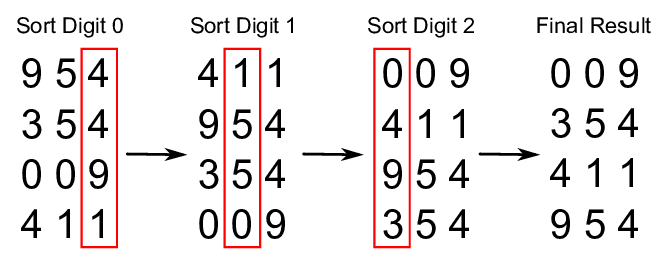 Sort Digit 0 Sort Digit 1 Sort Digit 2 Final Result
9 5 4 4 1 1 0 0 9 0 0 9
3 5 4 9 5 4 4 1 1 3 5 4
0 0 9 3 5 4 9 5 4 4 1 1
4 1 1 0 0 9 3 5 4 9 5 4